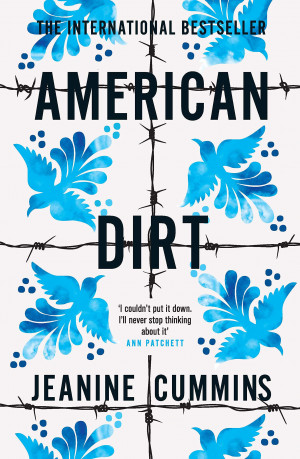 THE INTERNATIONAL BESTSELLER
AMERICAN
DIRT
'I couldn't put it down.
I'll never stop thinking
about it'
ANN PATCHETT
JEANINE CUMMINS